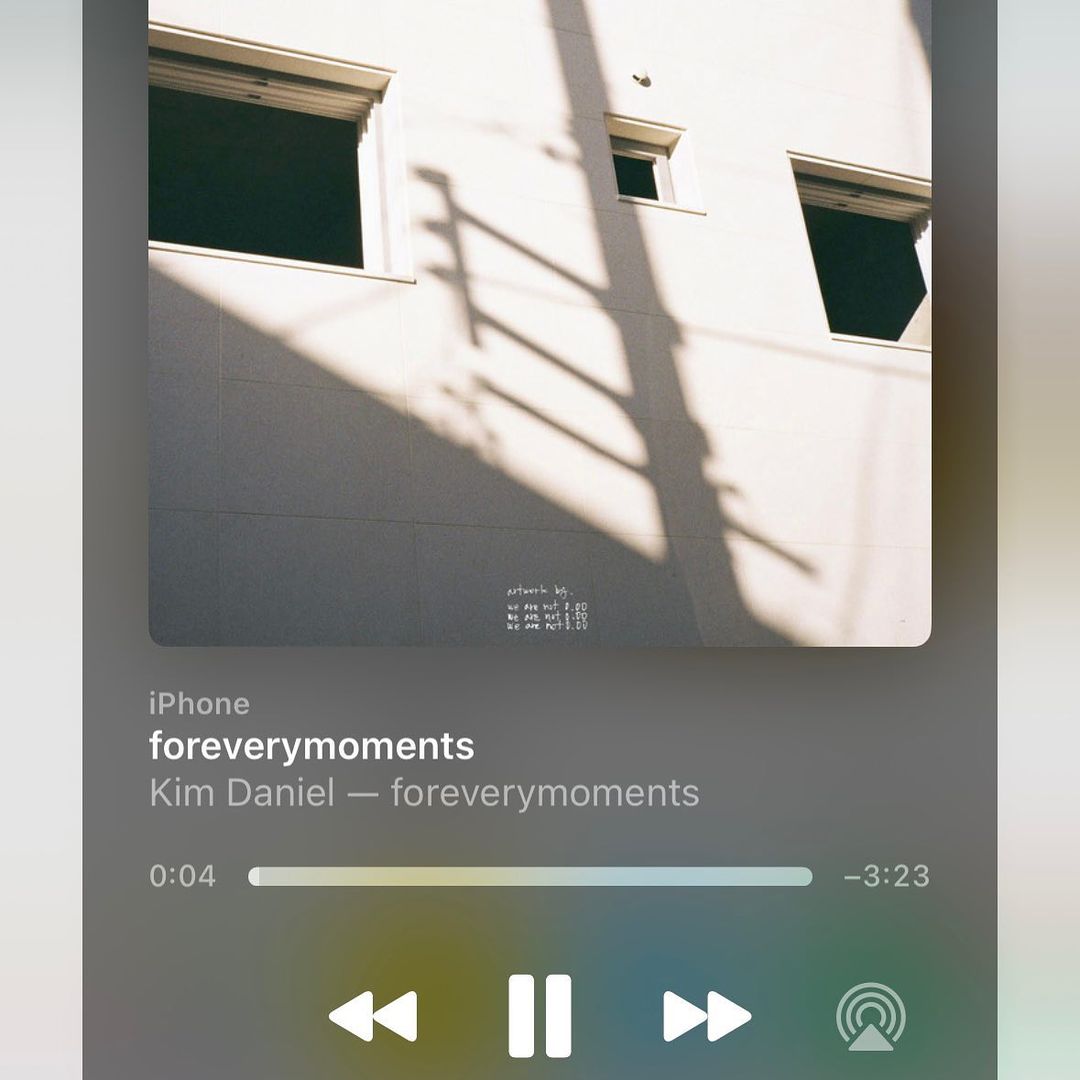 artwork by.
we are not 0.00
we are not 0.00
we are not 0.00
iPhone
foreverymoments
Kim Daniel — foreverymoments
0:04
–3:23